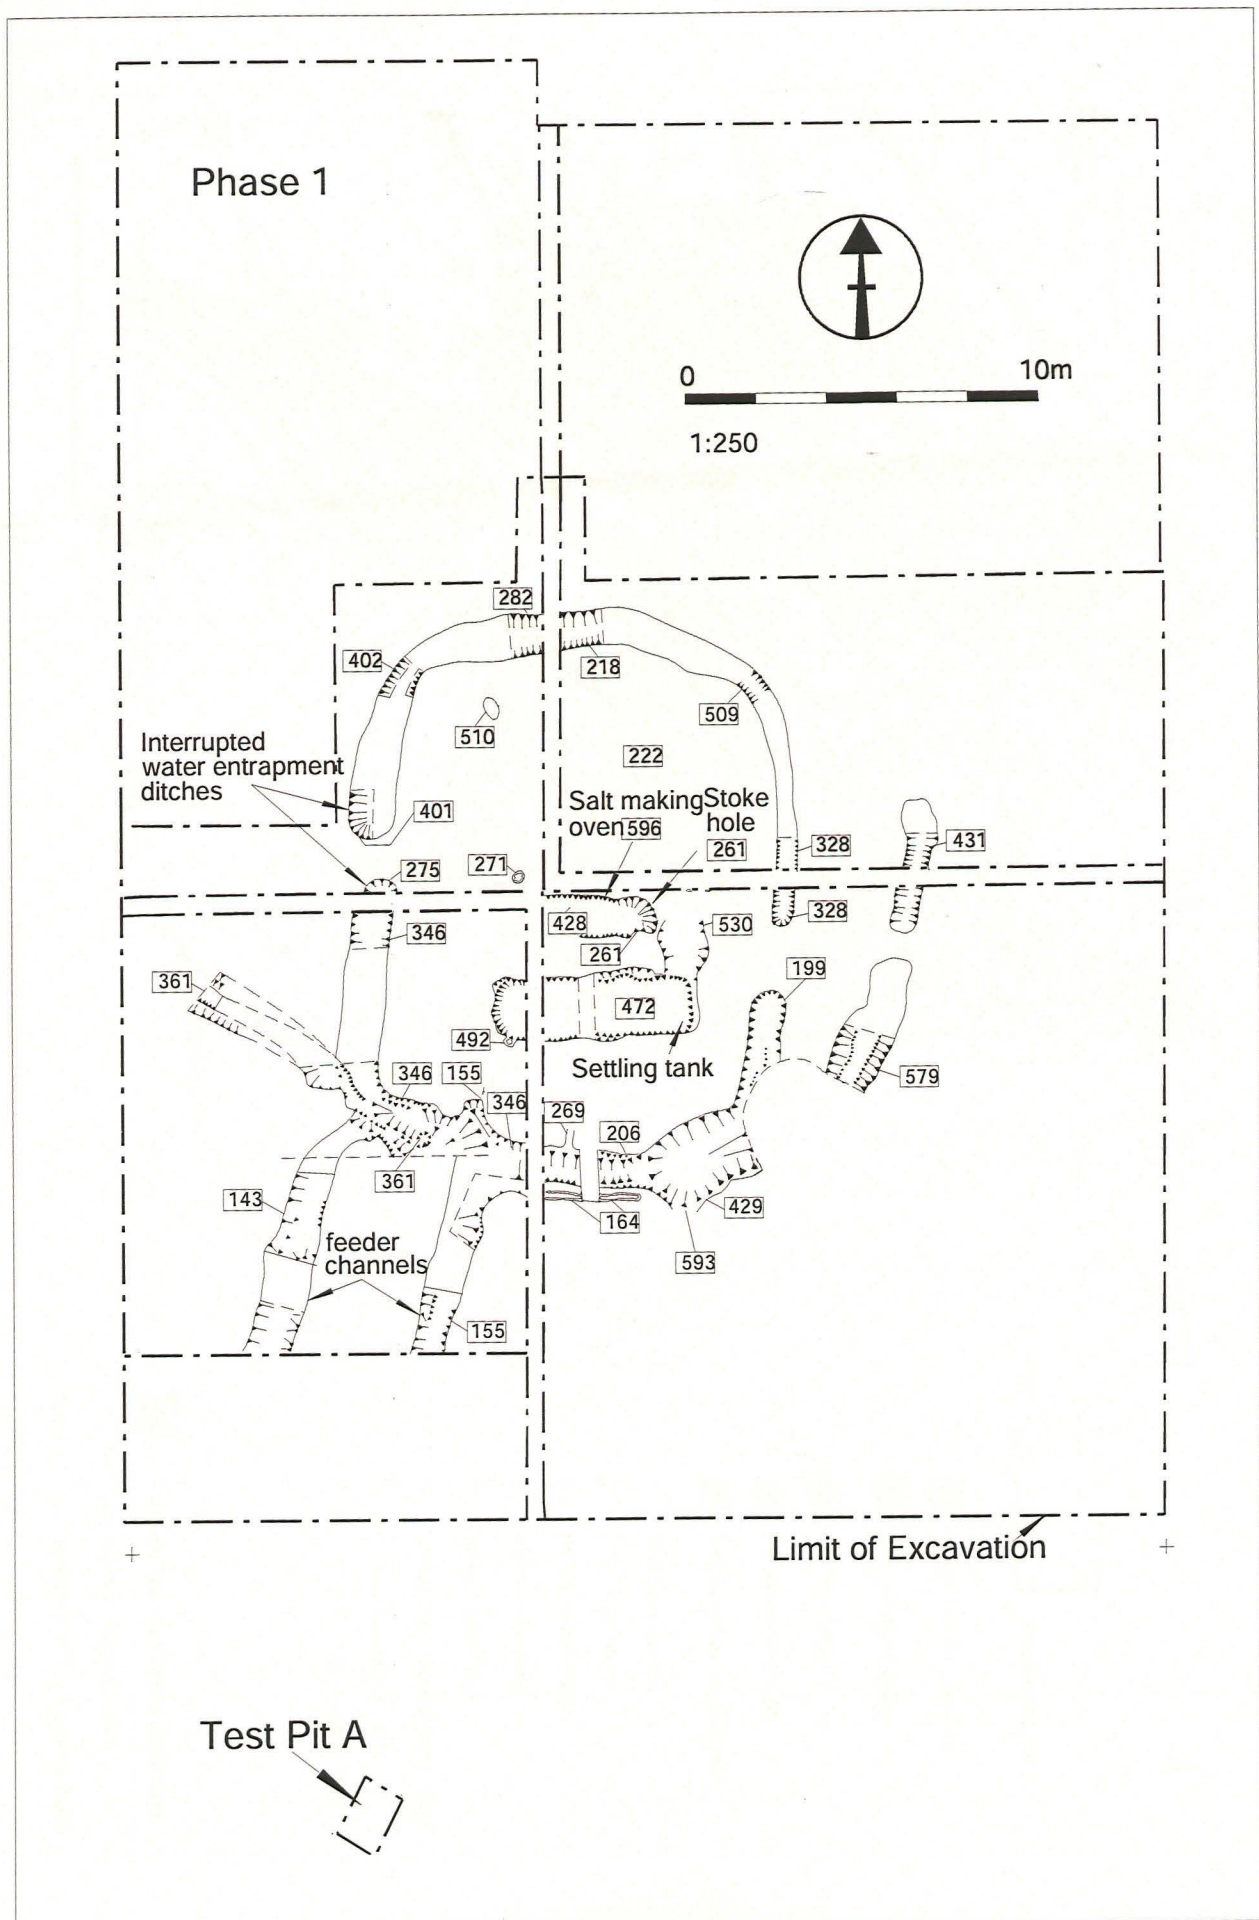 Phase 1
0 10m
1:250
282
402
218
509
510
222
Interrupted
water entrapment
ditches
Salt making
oven 596
Stoke
hole
261
401
328
431
275
271
428
328
530
346
261
361
199
472
492
Settling tank
579
346
155
346
269
206
361
143
164
429
593
feeder
channels
155
Limit of Excavation
Test Pit A